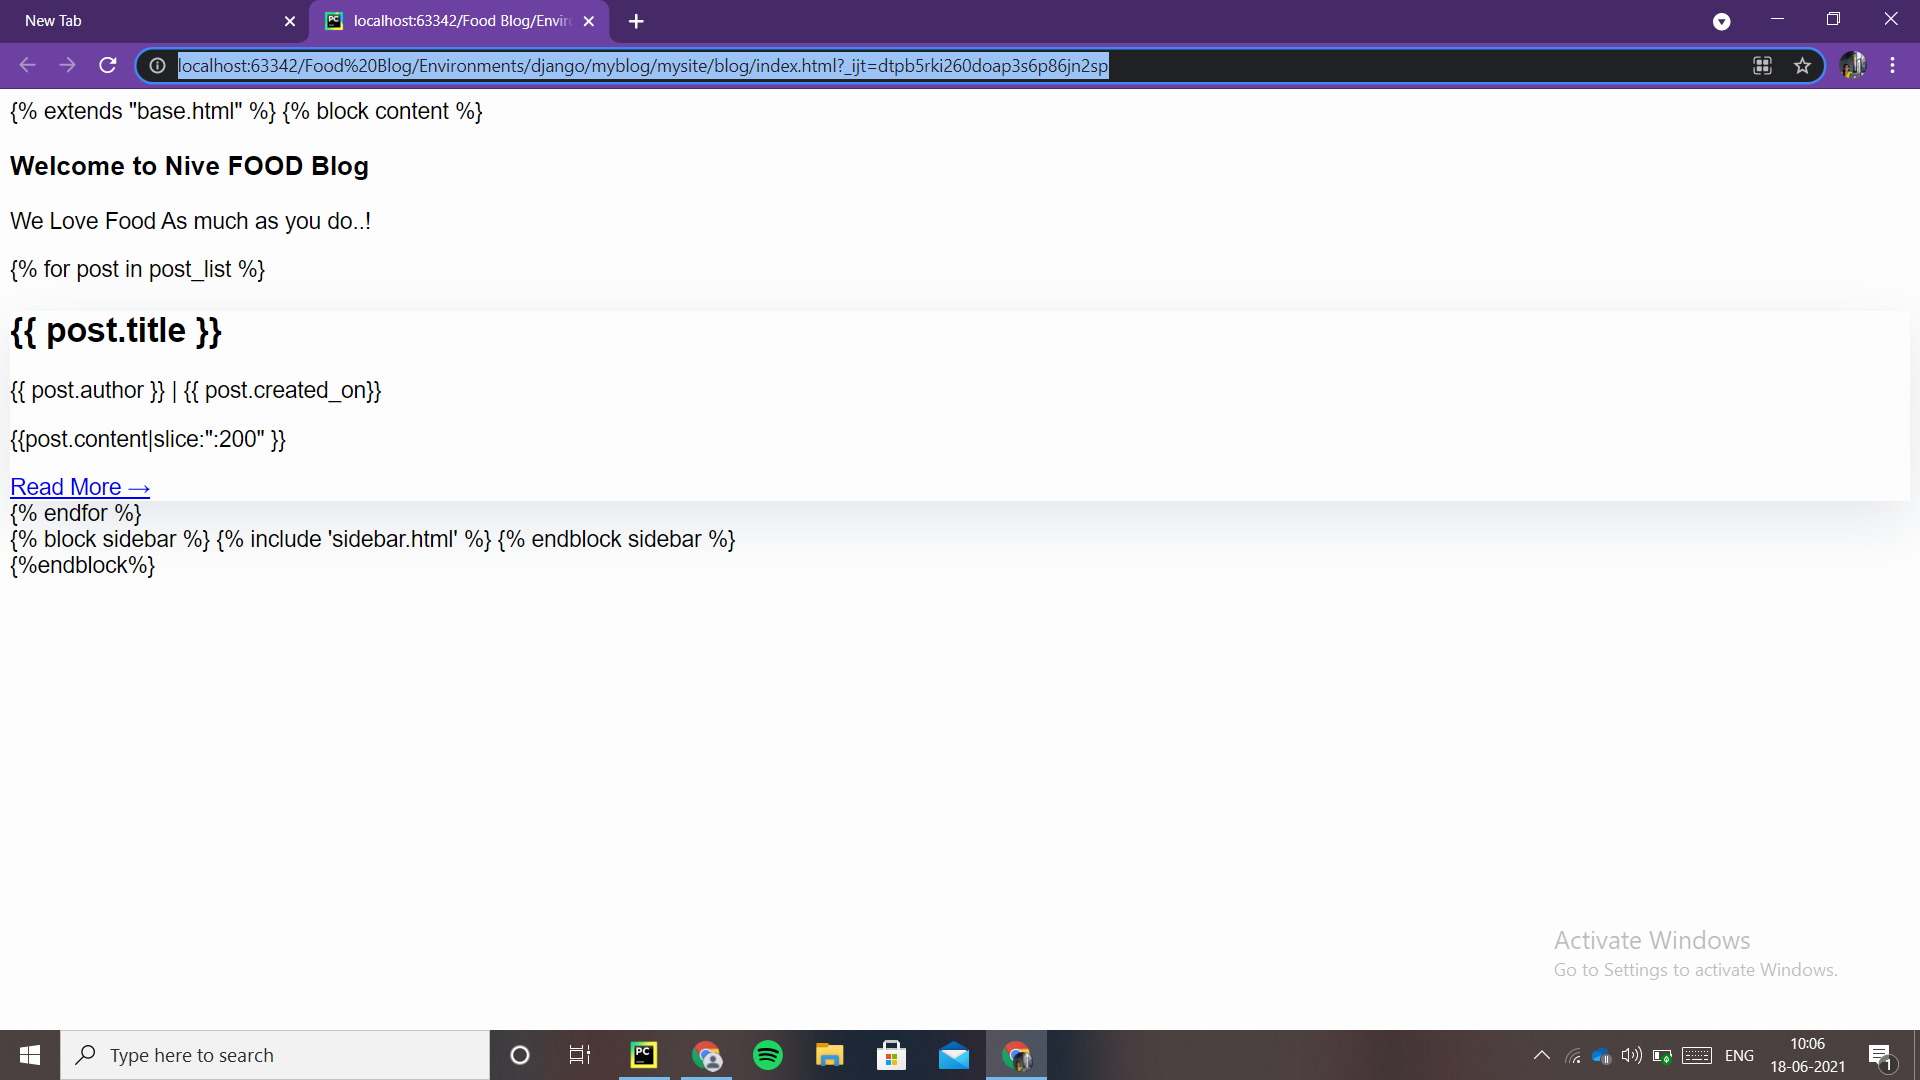 New Tab
localhost:63342/Food Blog/Envir
localhost:63342/Food%20Blog/Environments/django/myblog/mysite/blog/index.html?_ijt=dtpb5rki260doap3s6p86jn2sp
{% extends "base.html" %} {% block content %}
Welcome to Nive FOOD Blog
We Love Food As much as you do..!
{% for post in post_list %}
{{ post.title }}
{{ post.author }} | {{ post.created_on}}
{{post.content|slice:":200" }}
Read More →
{% endfor %}
{% block sidebar %} {% include 'sidebar.html' %} {% endblock sidebar %}
{%endblock%}
Activate Windows
Go to Settings to activate Windows.
Type here to search
PC
ENG
10:06
18-06-2021
1